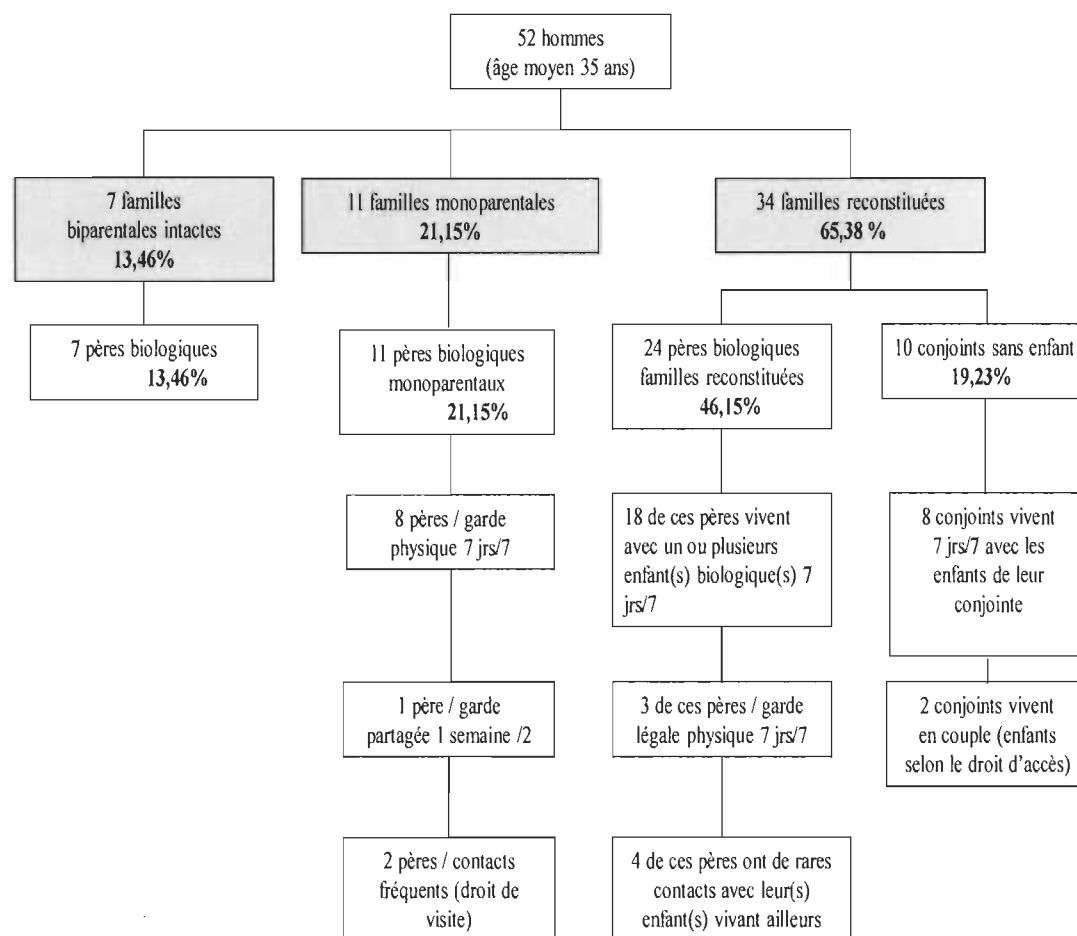 52 hommes
(âge moyen 35 ans)
7 familles
biparentales intactes
13,46%
11 familles monoparentales
21,15%
34 familles reconstituées
65,38 %
7 pères biologiques
13,46%
11 pères biologiques
monoparentaux
21,15%
24 pères biologiques
familles reconstituées
46,15%
10 conjoints sans enfant
19,23%
8 pères / garde
physique 7 jrs/7
18 de ces pères vivent
avec un ou plusieurs
enfant(s) biologique(s) 7
jrs/7
8 conjoints vivent
7 jrs/7 avec les
enfants de leur
conjointe
1 père / garde
partagée 1 semaine /2
3 de ces pères / garde
légale physique 7 jrs/7
2 conjoints vivent
en couple (enfants
selon le droit d'accès)
2 pères / contacts
fréquents (droit de
visite)
4 de ces pères ont de rares
contacts avec leur(s)
enfant(s) vivant ailleurs